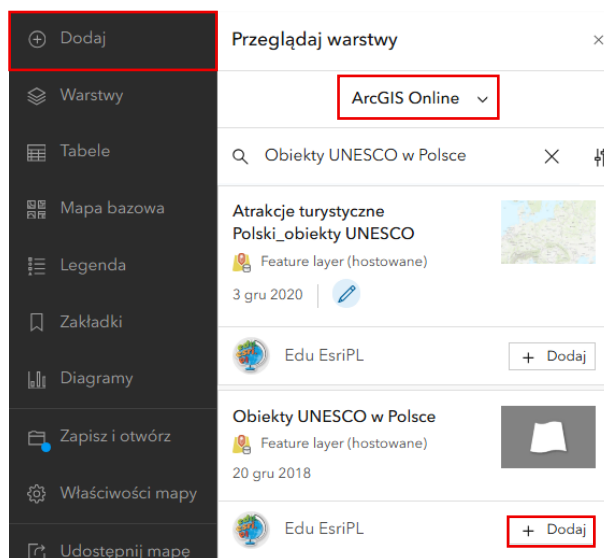 Dodaj
Warstwy
Tabele
Mapa bazowa
Legenda
Zakładki
Diagramy
Zapisz i otwórz
Właściwości mapy
Udostępnij mapę
Przeglądaj warstwy
ArcGIS Online
Obiekty UNESCO w Polsce
Atrakcje turystyczne
Polski_obiekty UNESCO
Feature layer (hostowane)
3 gru 2020
Edu EsriPL
+ Dodaj
Obiekty UNESCO w Polsce
Feature layer (hostowane)
20 gru 2018
Edu EsriPL
+ Dodaj